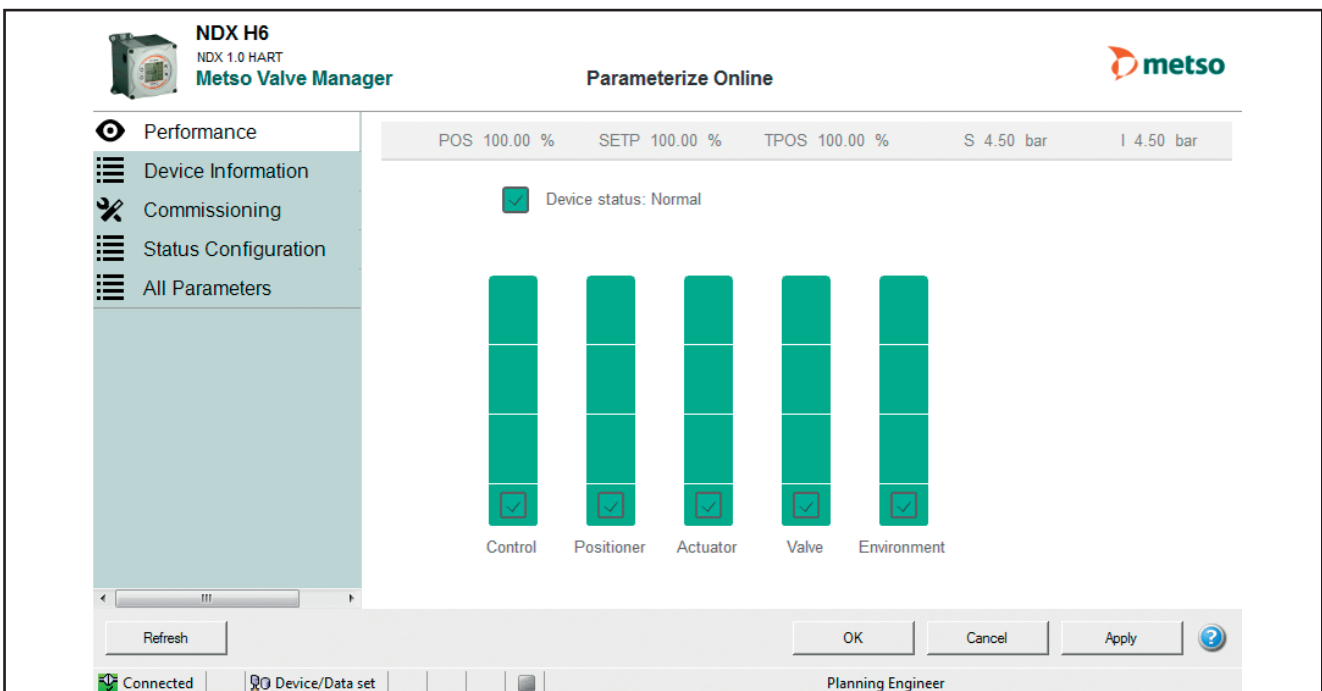 NDX H6
NDX 1.0 HART
Metso Valve Manager
Parameterize Online
metso
Performance
Device Information
Commissioning
Status Configuration
All Parameters
POS 100.00 % SETP 100.00 % TPOS 100.00 % S 4.50 bar I 4.50 bar
Device status: Normal
Control Positioner Actuator Valve Environment
Refresh OK Cancel Apply ?
Connected Device/Data set Planning Engineer